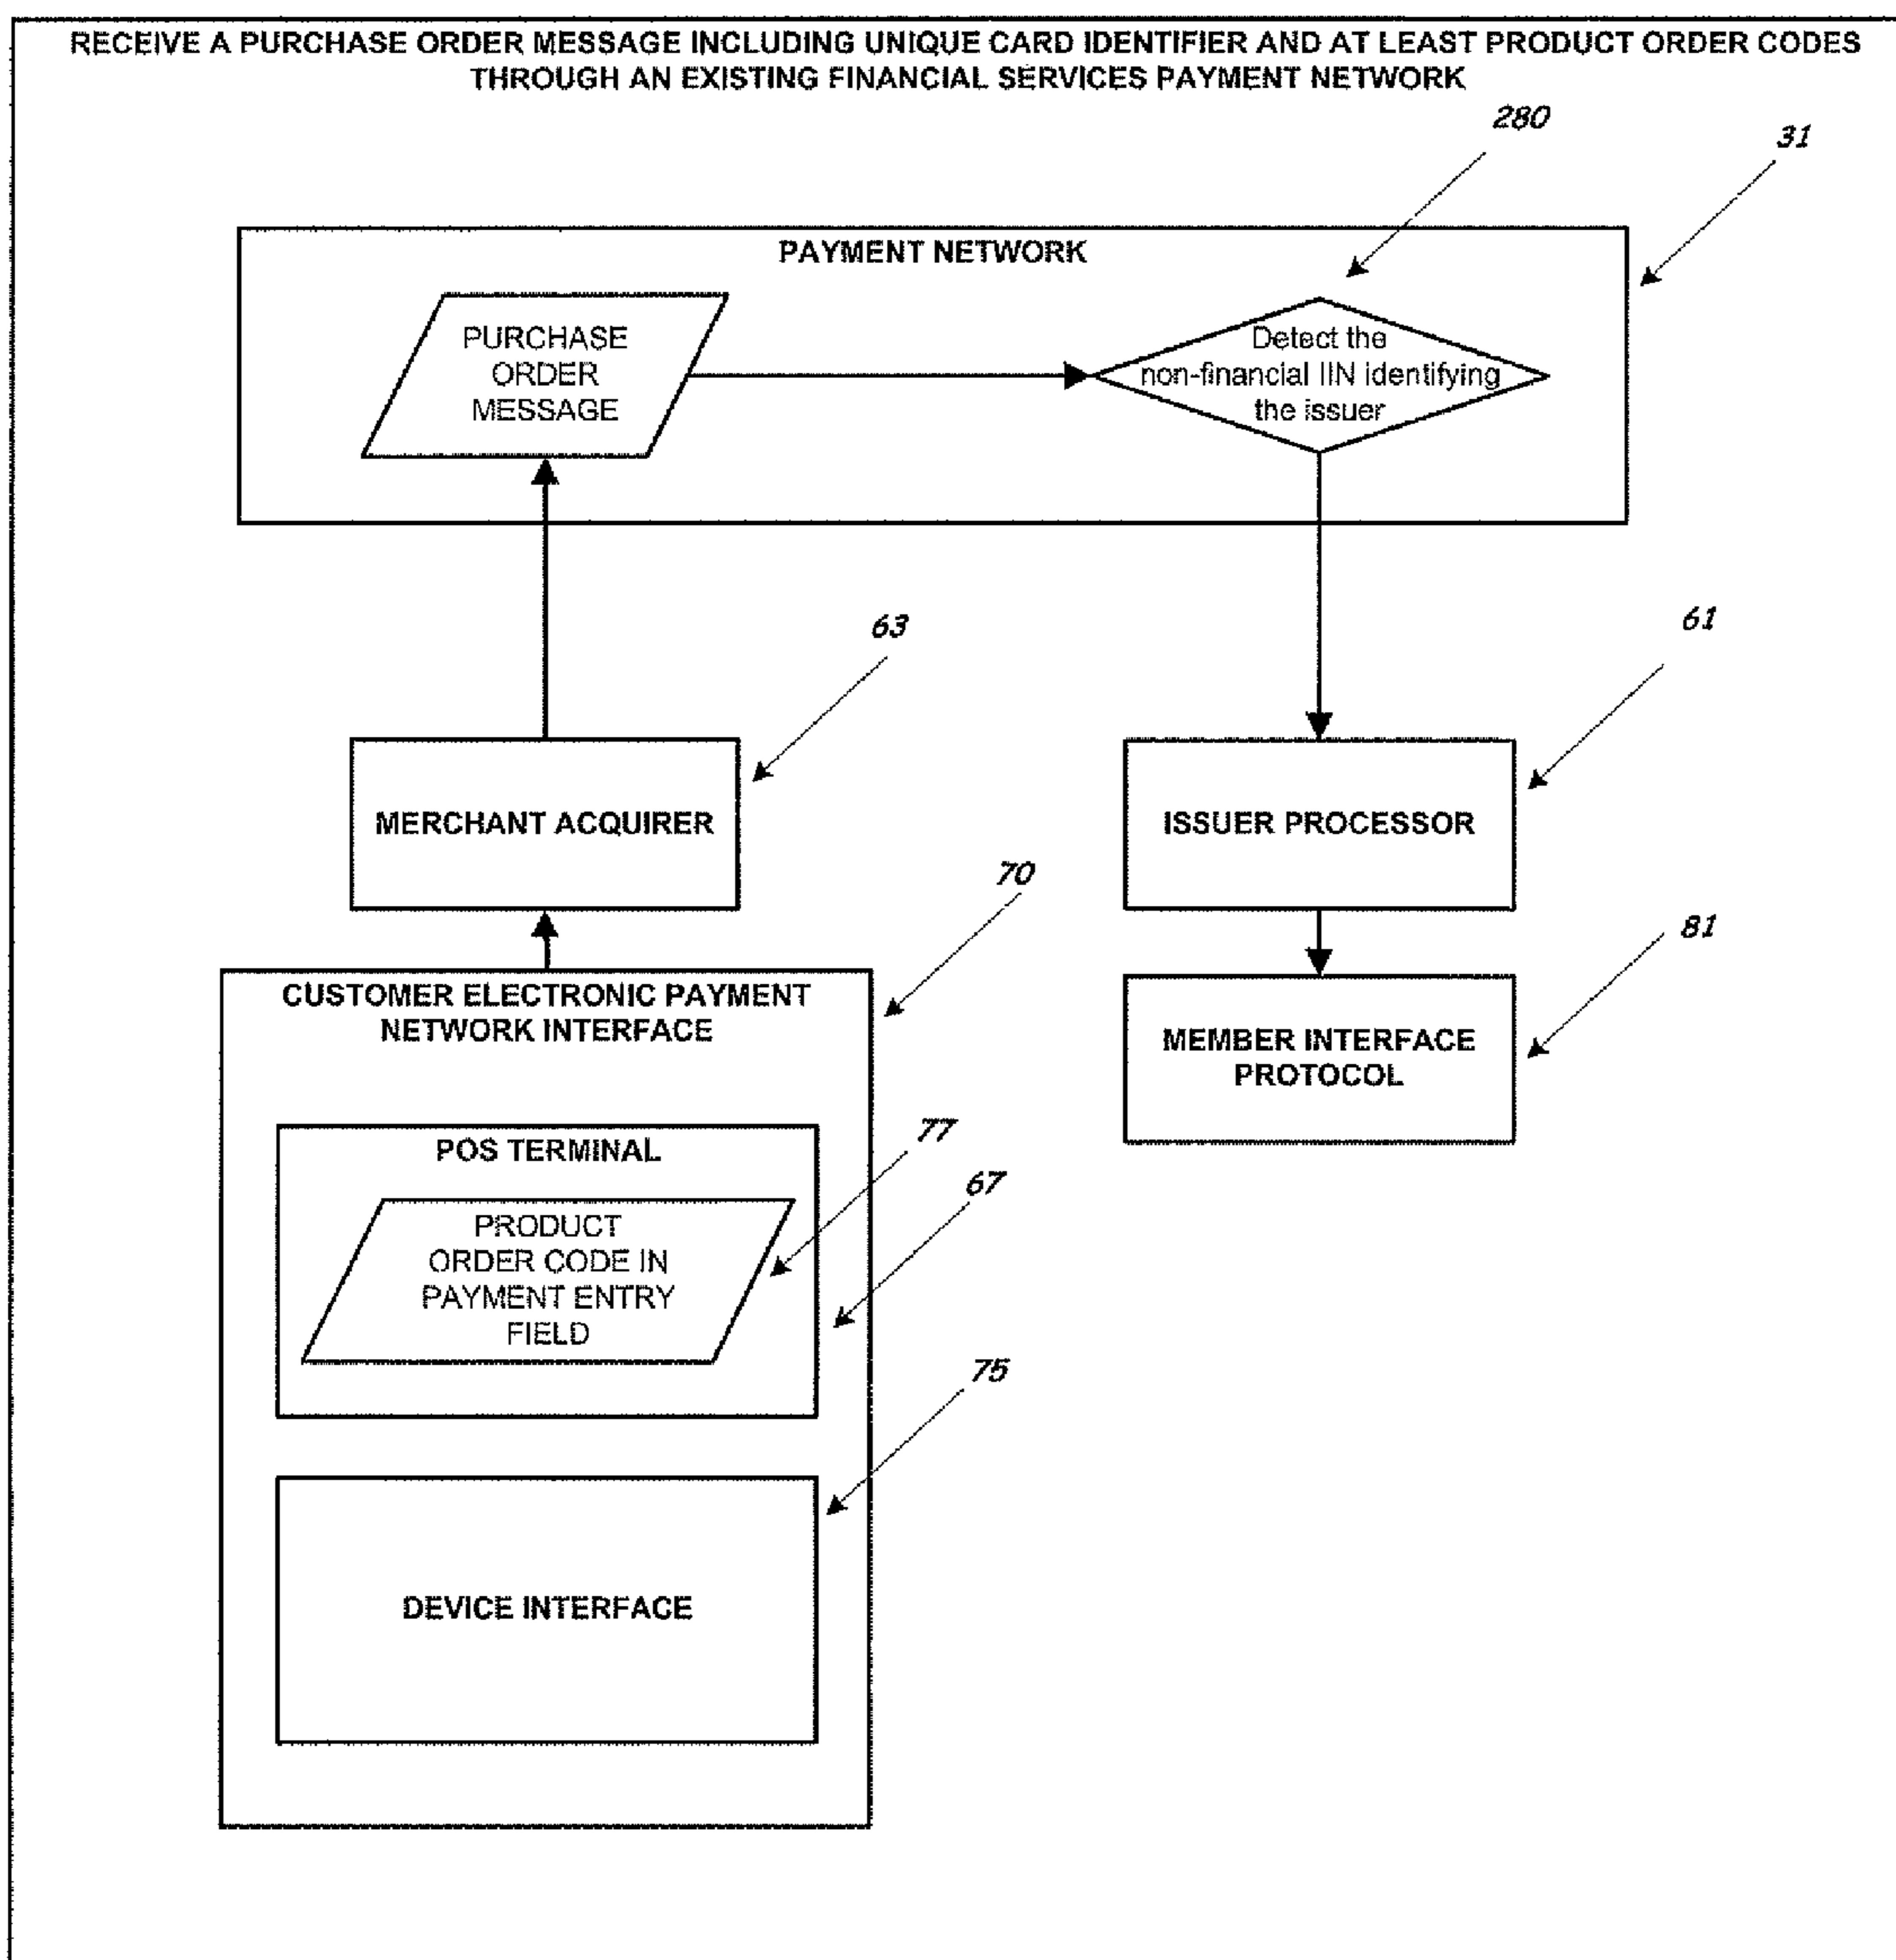 RECEIVE A PURCHASE ORDER MESSAGE INCLUDING UNIQUE CARD IDENTIFIER AND AT LEAST PRODUCT ORDER CODES
THROUGH AN EXISTING FINANCIAL SERVICES PAYMENT NETWORK
280
31
PAYMENT NETWORK
PURCHASE
ORDER
MESSAGE
Detect the
non-financial IIN identifying
the issuer
63
61
MERCHANT ACQUIRER
ISSUER PROCESSOR
70
81
CUSTOMER ELECTRONIC PAYMENT
NETWORK INTERFACE
MEMBER INTERFACE
PROTOCOL
POS TERMINAL
77
67
PRODUCT
ORDER CODE IN
PAYMENT ENTRY
FIELD
75
DEVICE INTERFACE